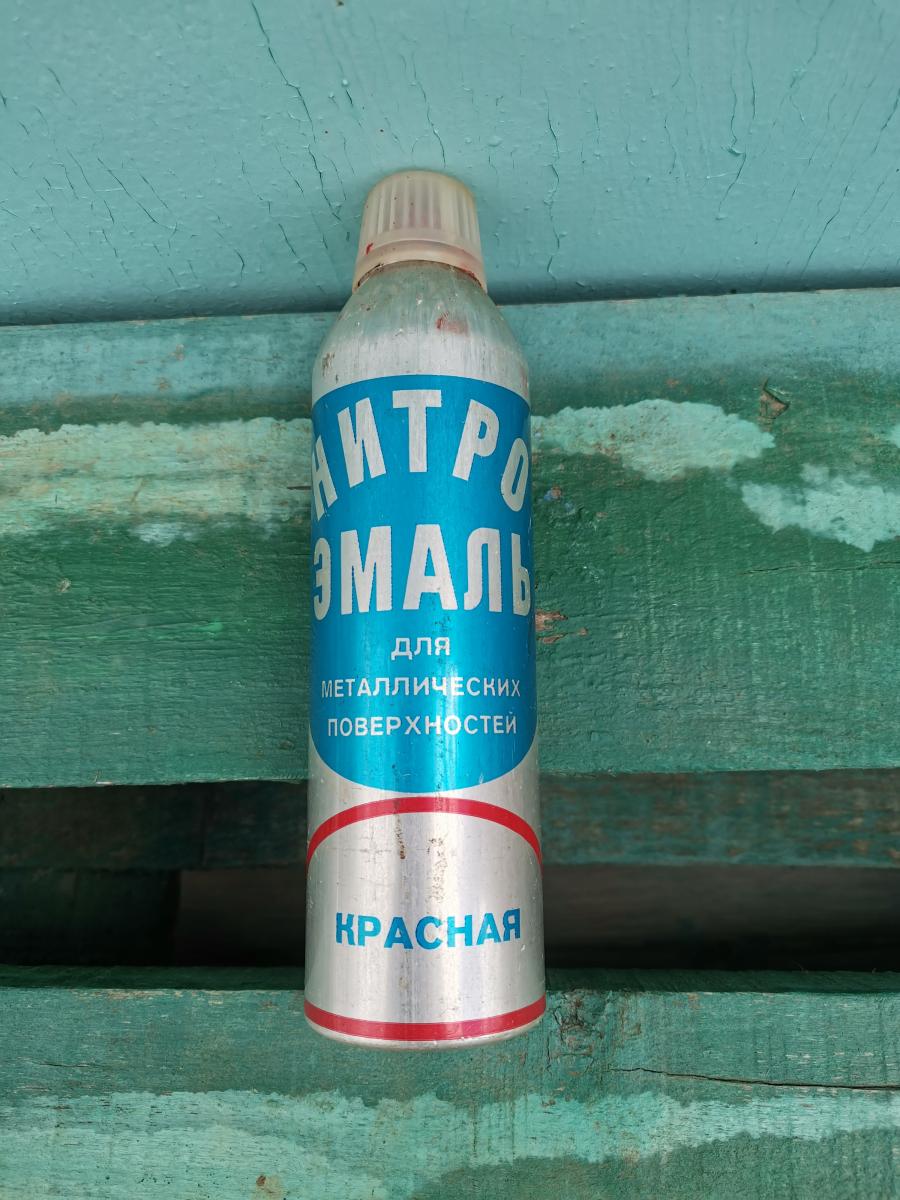 НИТРО
ЭМАЛЬ
ДЛЯ
МЕТАЛЛИЧЕСКИХ
ПОВЕРХНОСТЕЙ
КРАСНАЯ